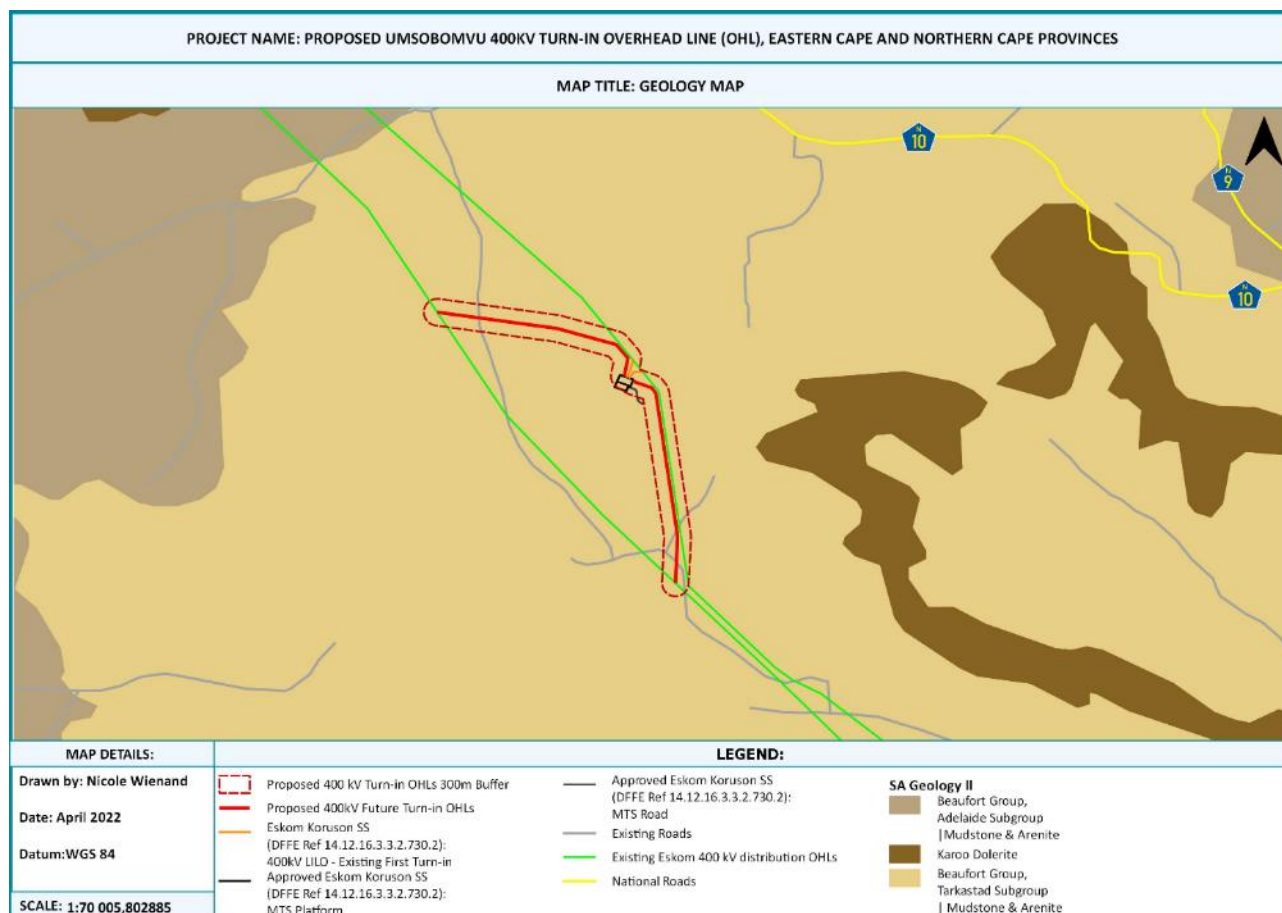 PROJECT NAME: PROPOSED UMSOBOMVU 400KV TURN-IN OVERHEAD LINE (OHL), EASTERN CAPE AND NORTHERN CAPE PROVINCES
MAP TITLE: GEOLOGY MAP
N
10
N
9
N
10
MAP DETAILS:
Drawn by: Nicole Wienand
Date: April 2022
Datum:WGS 84
SCALE: 1:70 005,802885
LEGEND:
Proposed 400 kV Turn-in OHLs 300m Buffer
Proposed 400kV Future Turn-in OHLs
Eskom Koruson SS
(DFFE Ref 14.12.16.3.3.2.730.2):
400kV LILO - Existing First Turn-in
Approved Eskom Koruson SS
(DFFE Ref 14.12.16.3.3.2.730.2):
MTS Platform
Approved Eskom Koruson SS
(DFFE Ref 14.12.16.3.3.2.730.2):
MTS Road
Existing Roads
Existing Eskom 400 kV distribution OHLs
National Roads
SA Geology II
Beaufort Group,
Adelaide Subgroup
|Mudstone & Arenite
Karoo Dolerite
Beaufort Group,
Tarkastad Subgroup
| Mudstone & Arenite